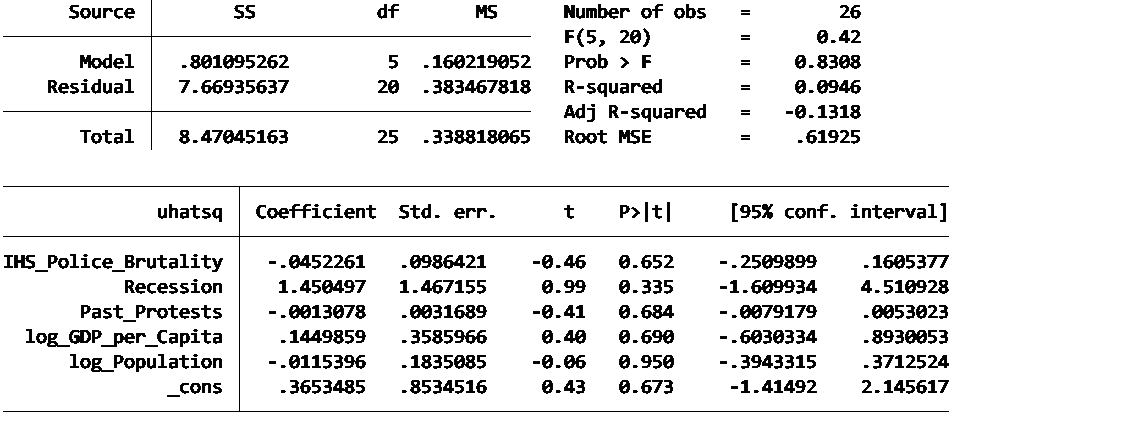 Source SS df MS Number of obs = 26
F(5, 20) = 0.42
Model .801095262 5 .160219052 Prob > F = 0.8308
Residual 7.66935637 20 .383467818 R-squared = 0.0946
Adj R-squared = -0.1318
Total 8.47045163 25 .338818065 Root MSE = .61925
uhatsq Coefficient Std. err. t P>|t| [95% conf. interval]
IHS_Police_Brutality -.0452261 .0986421 -0.46 0.652 -.2509899 .1605377
Recession 1.450497 1.467155 0.99 0.335 -1.609934 4.510928
Past_Protests -.0013078 .0031689 -0.41 0.684 -.0079179 .0053023
log_GDP_per_Capita .1449859 .3585966 0.40 0.690 -.6030334 .8930053
log_Population -.0115396 .1835085 -0.06 0.950 -.3943315 .3712524
_cons .3653485 .8534516 0.43 0.673 -1.41492 2.145617